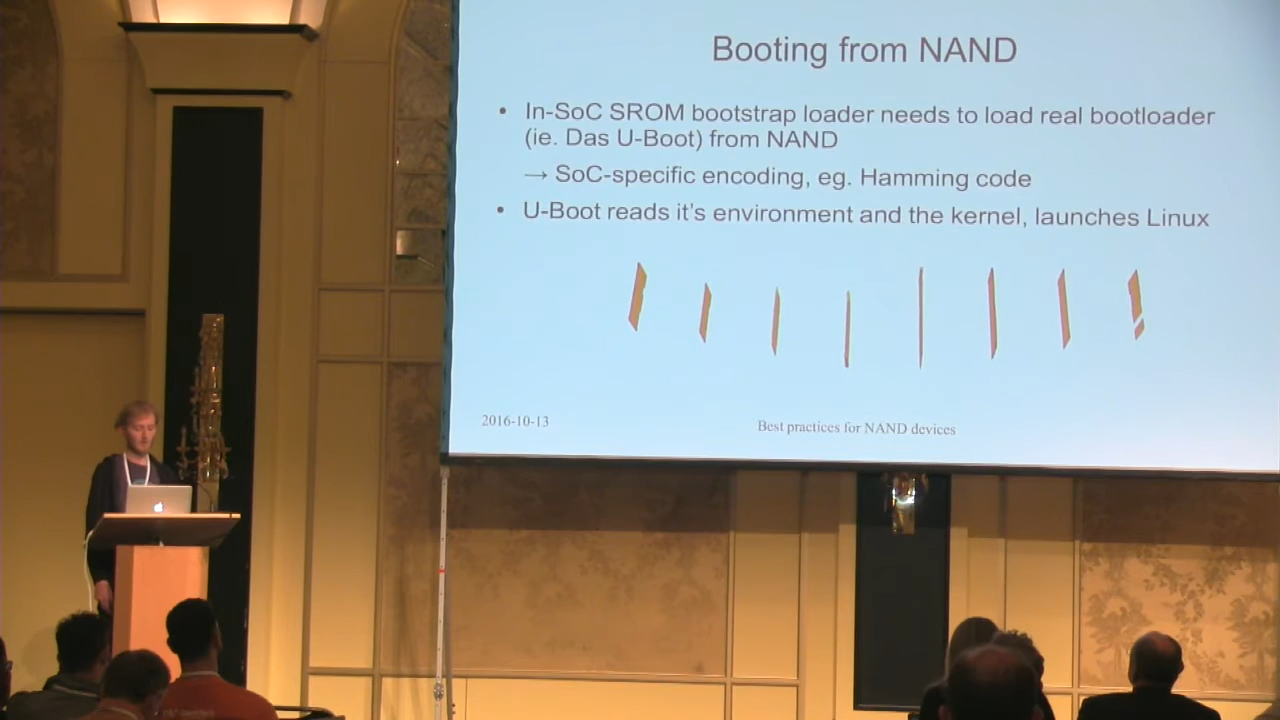 Booting from NAND
• In-SoC SROM bootstrap loader needs to load real bootloader
(ie. Das U-Boot) from NAND
→ SoC-specific encoding, eg. Hamming code
• U-Boot reads it's environment and the kernel, launches Linux
2016-10-13
Best practices for NAND devices